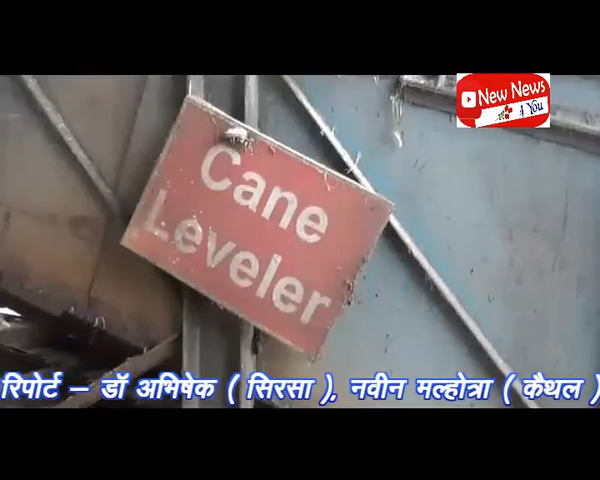 New News
4 You
Cane
Leveler
रिपोर्ट – डॉ अभिषेक ( सिरसा ), नवीन मल्होत्रा ( कैथल )